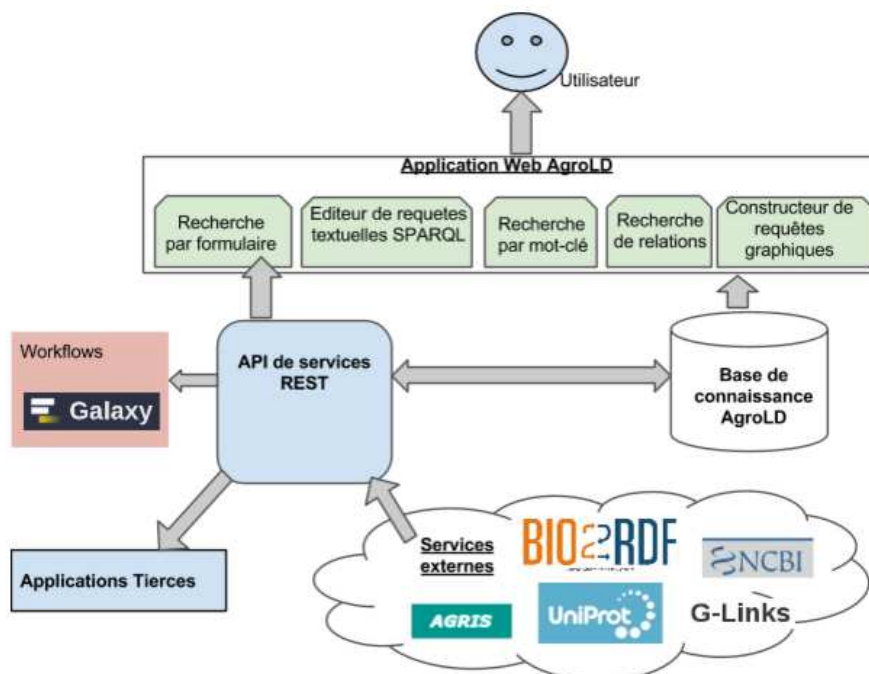 Utilisateur
Application Web AgroLD
Recherche
par formulaire
Editeur de requetes
textuelles SPARQL
Recherche
par mot-clé
Recherche
de relations
Constructeur de
requêtes
graphiques
Workflows
Galaxy
API de services
REST
Base de
connaissance
AgroLD
Applications Tierces
Services
externes
BIO2RDF
NCBI
AGRIS
UniProt
G-Links